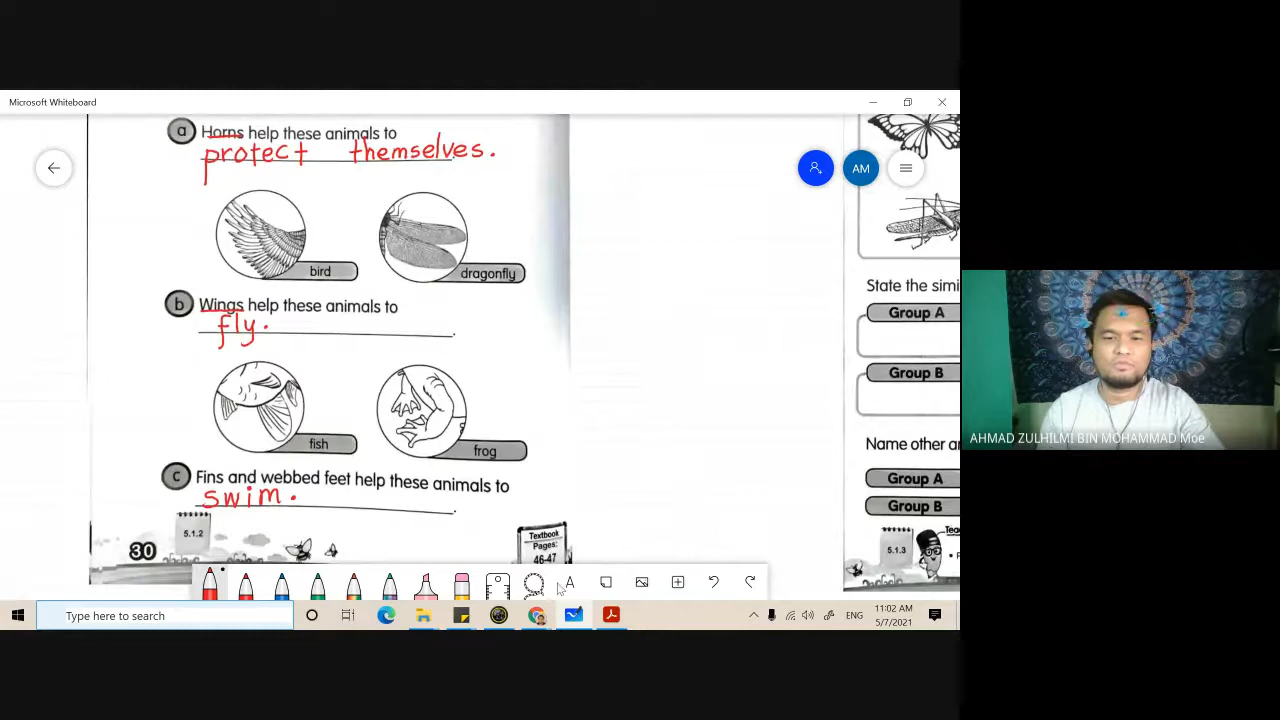 Microsoft Whiteboard
a Horns help these animals to
protect themselves.
AM
bird
dragonfly
b Wings help these animals to
fly.
State the simi
Group A
Group B
fish
frog
AHMAD ZULHILMI BIN MOHAMMAD Moe
Name other a
c Fins and webbed feet help these animals to
swim.
Group A
Group B
5.1.2
30
Textbook
Pages:
46-47
5.1.3
A
Type here to search
ENG
11:02 AM
5/7/2021